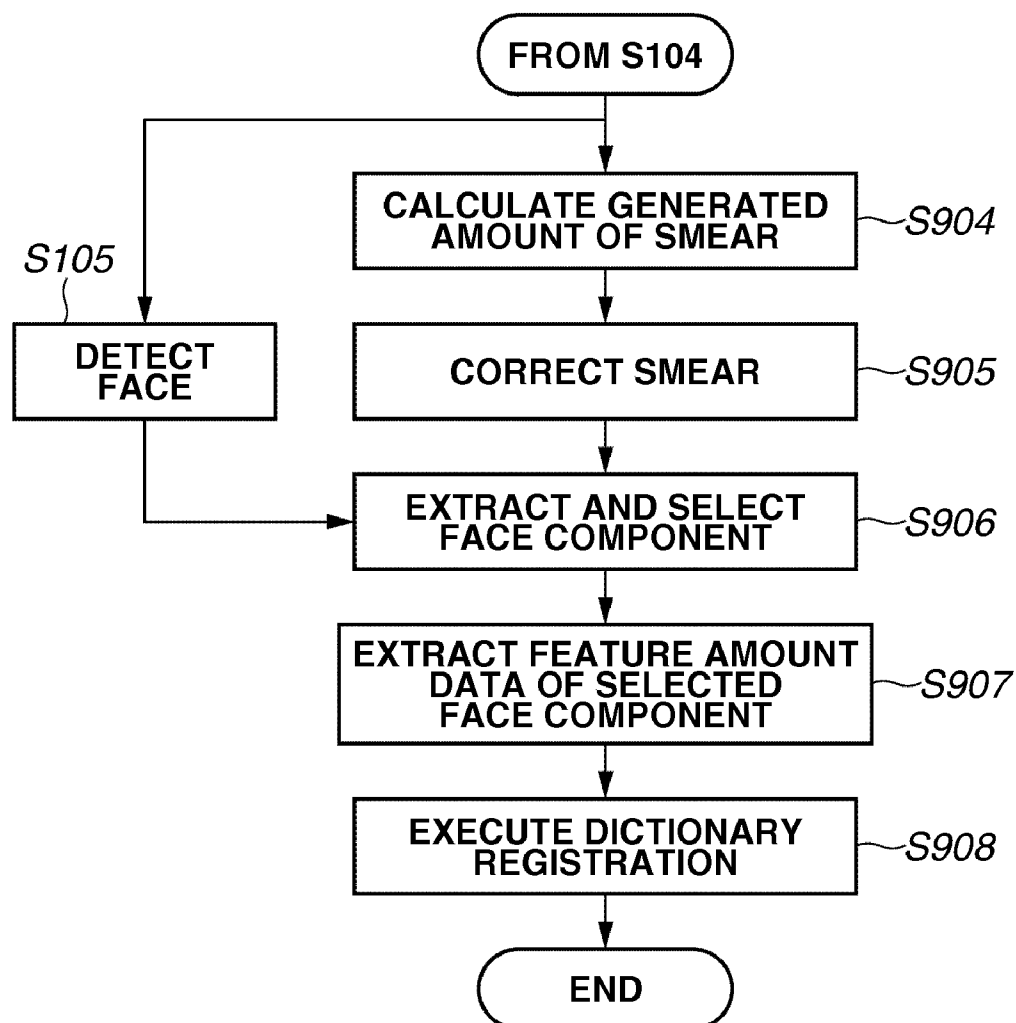 FROM S104
CALCULATE GENERATED
AMOUNT OF SMEAR
S904
S105
DETECT
FACE
CORRECT SMEAR
S905
EXTRACT AND SELECT
FACE COMPONENT
S906
EXTRACT FEATURE AMOUNT
DATA OF SELECTED
FACE COMPONENT
S907
EXECUTE DICTIONARY
REGISTRATION
S908
END